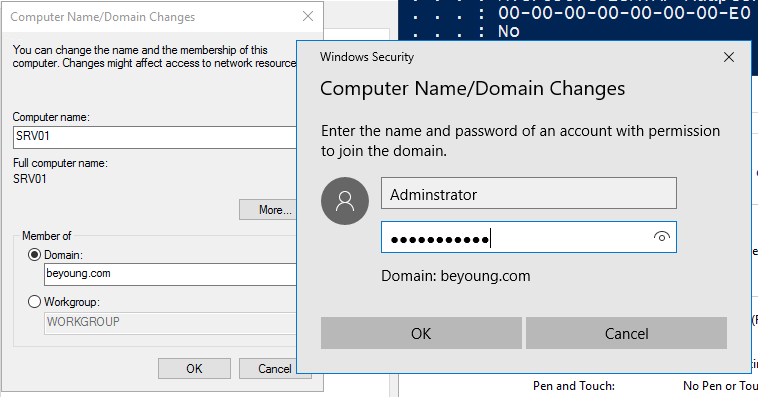 Computer Name/Domain Changes
You can change the name and the membership of this
computer. Changes might affect access to network resource
Computer name:
SRV01
Full computer name:
SRV01
More...
Member of
Domain:
beyoung.com
Workgroup:
WORKGROUP
OK
Cancel
. . . : 00-00-00-00-00-00-00-E0
. . . : No
Windows Security
Computer Name/Domain Changes
Enter the name and password of an account with permission
to join the domain.
Adminstrator
●●●●●●●●●●●
Domain: beyoung.com
OK
Cancel
Pen and Touch:
No Pen or Tou